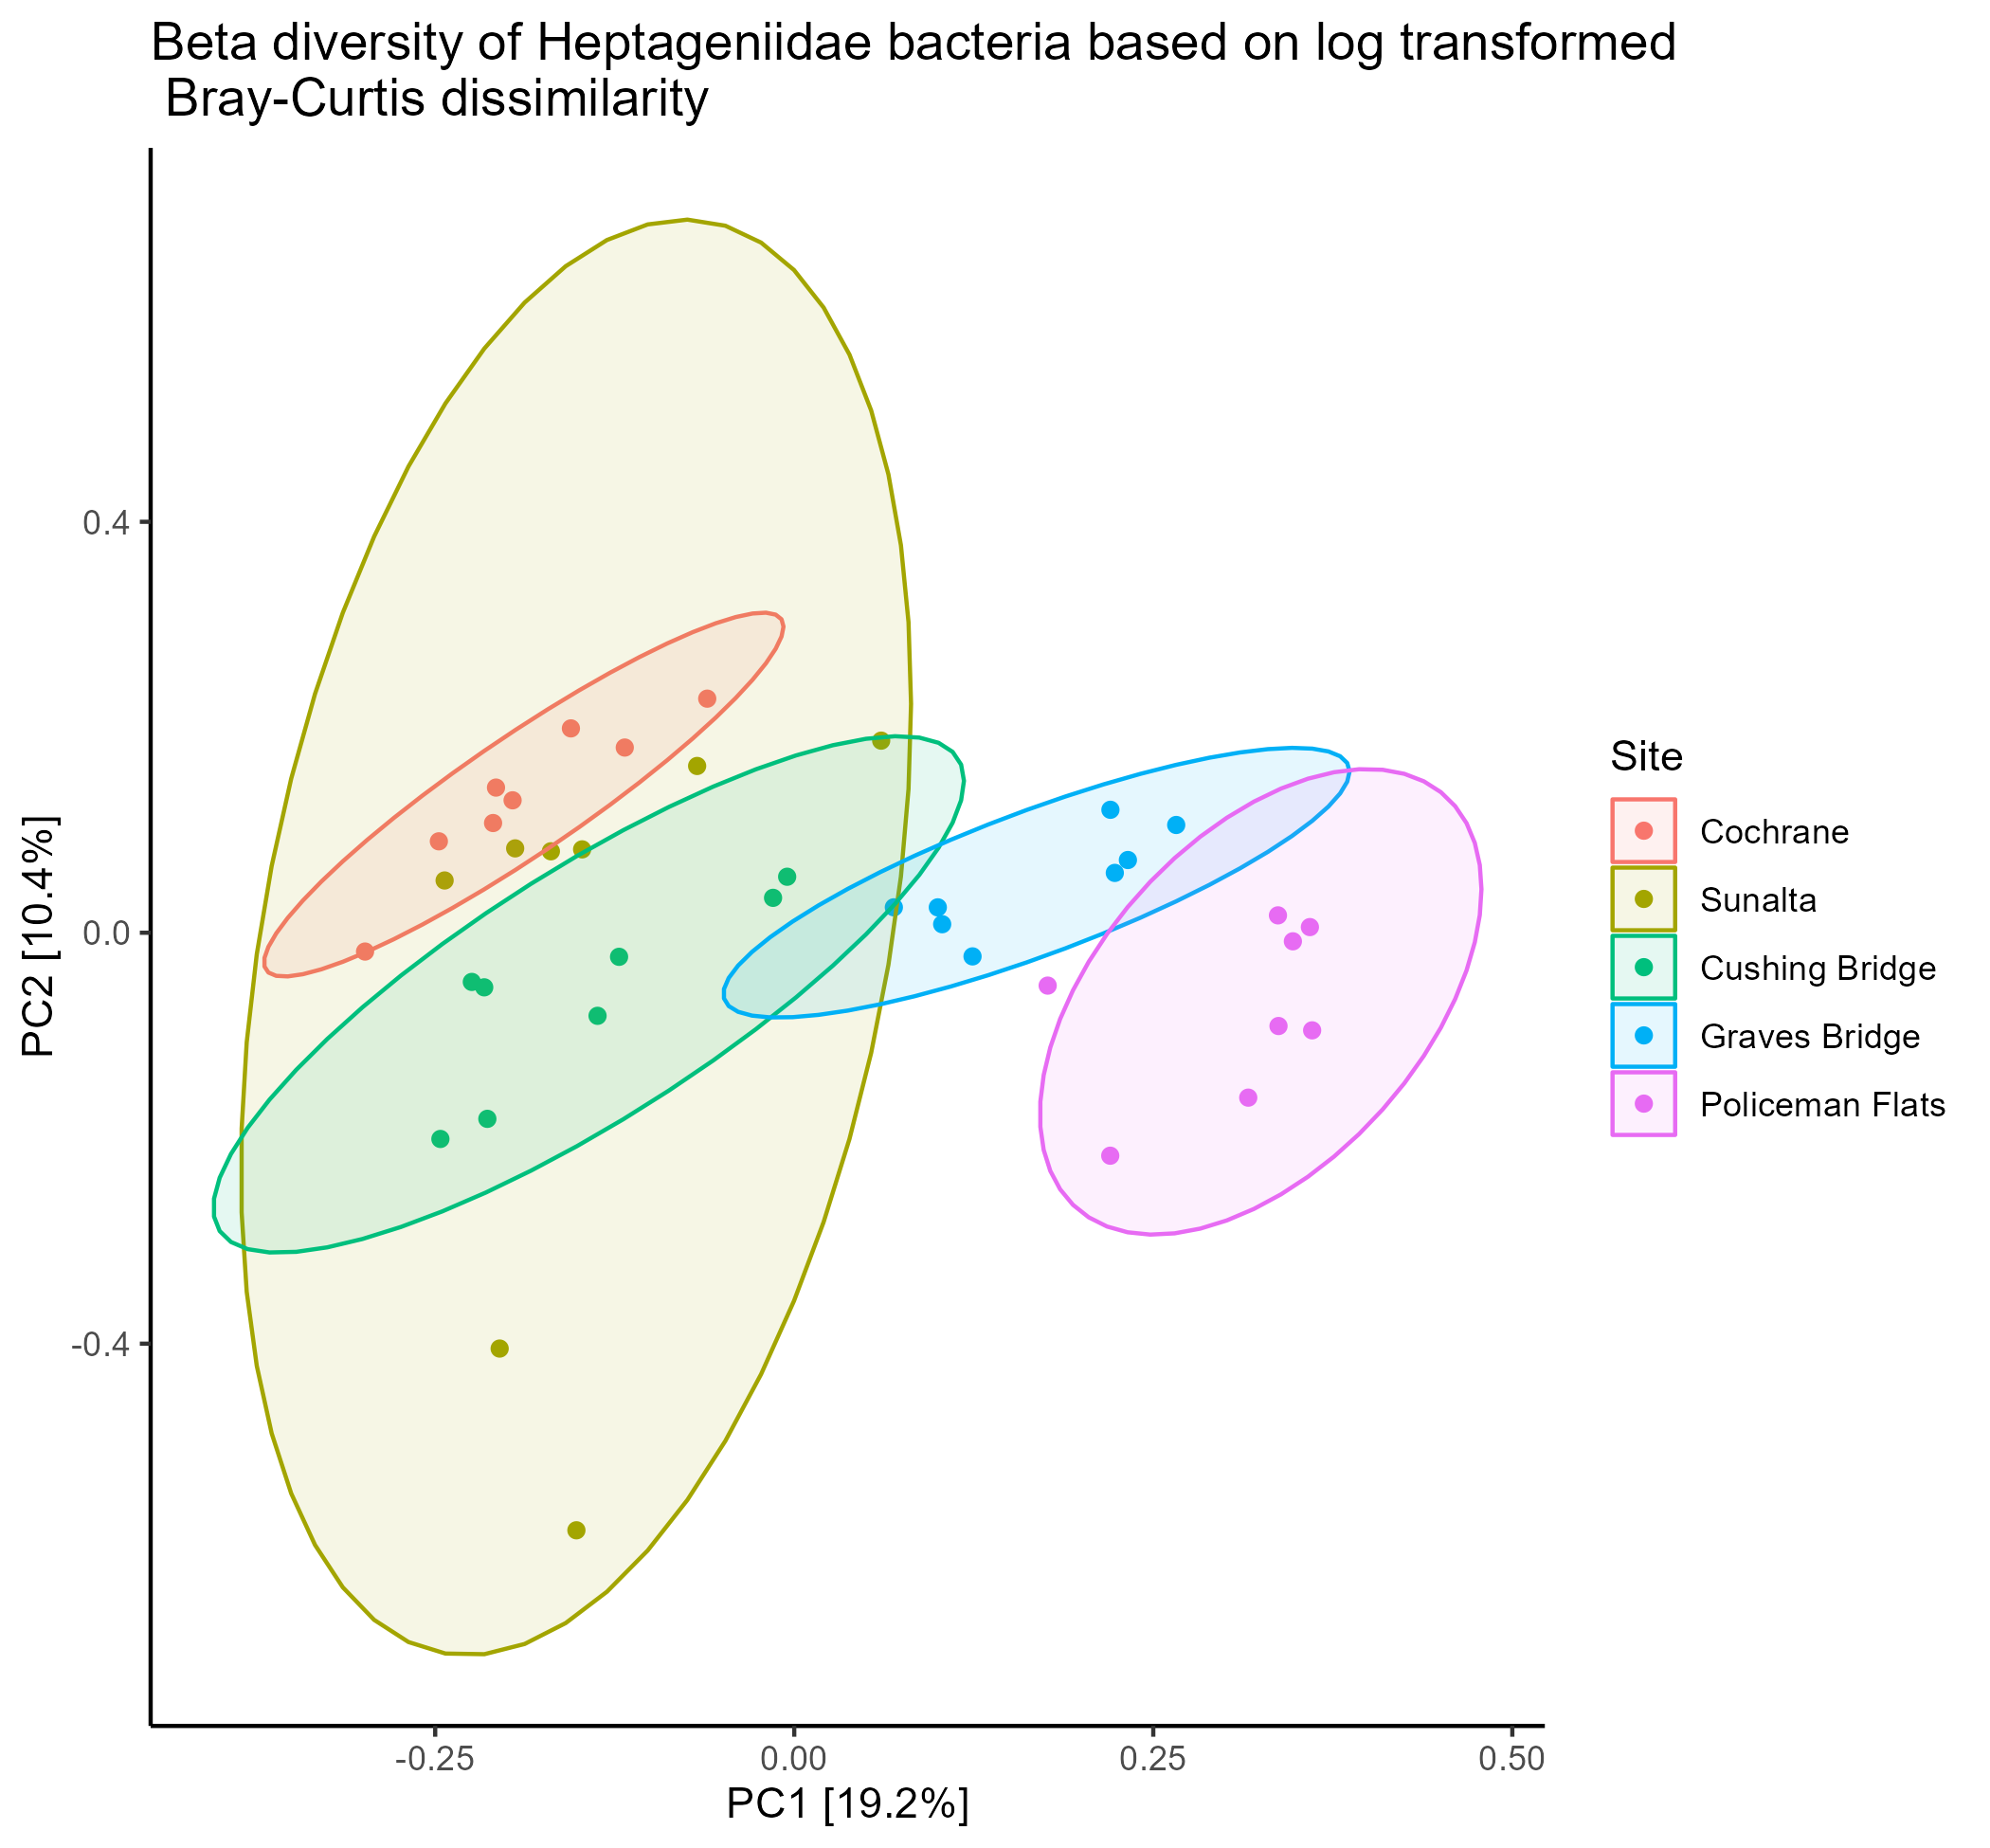 Beta diversity of Heptageniidae bacteria based on log transformed
Bray-Curtis dissimilarity
PC2 [10.4%]
0.4
0.0
-0.4
-0.25
0.00
0.25
0.50
PC1 [19.2%]
Site
Cochrane
Sunalta
Cushing Bridge
Graves Bridge
Policeman Flats